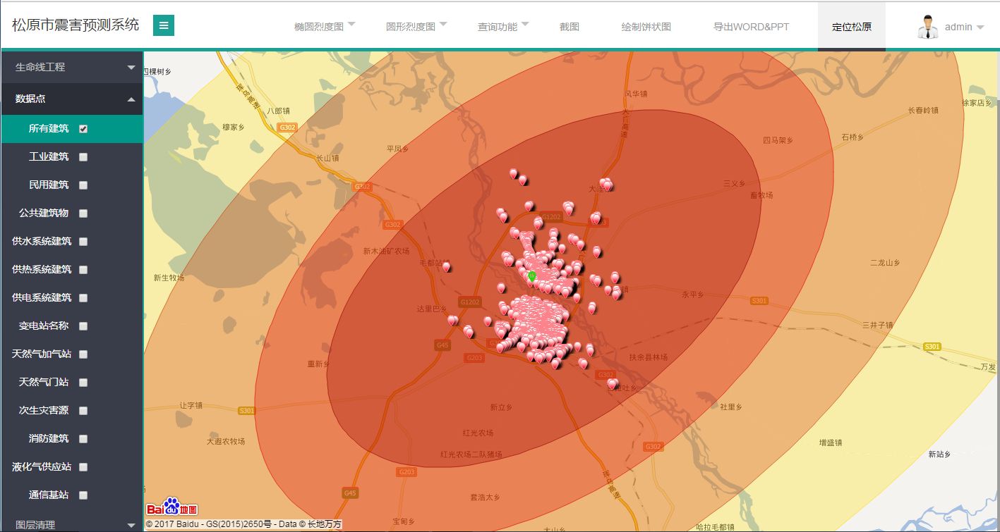 松原市震害预测系统
椭圆烈度图
圆形烈度图
查询功能
截图
绘制饼状图
导出WORD&PPT
定位松原
admin
生命线工程
数据点
所有建筑
工业建筑
民用建筑
公共建筑物
供水系统建筑
供热系统建筑
供电系统建筑
变电站名称
天然气加气站
天然气门站
次生灾害源
消防建筑
液化气供应站
通信基站
图层清理
四棵树乡
八郎镇
G302
穆家乡
平凤乡
长山镇
G302
风华镇
徐家店乡
长春岭镇
四马架乡
石桥乡
三义乡
畜牧场
G1202
G302
新木油矿农场
毛都站镇
新生牧场
二龙山乡
永平乡
S301
G1202
达里巴乡
三井子镇
G45
S301
G203
扶余县林场
重新乡
万发
G302
让字镇
S301
新立乡
社里乡
大遐农牧场
红光农场
增盛镇
G302
红光农场二队猪场
新站乡
G203
G45
套浩太乡
宝甸乡
大山乡
哈拉毛都镇
Baidu地图
© 2017 Baidu - GS(2015)2650号 - Data © 长地万方